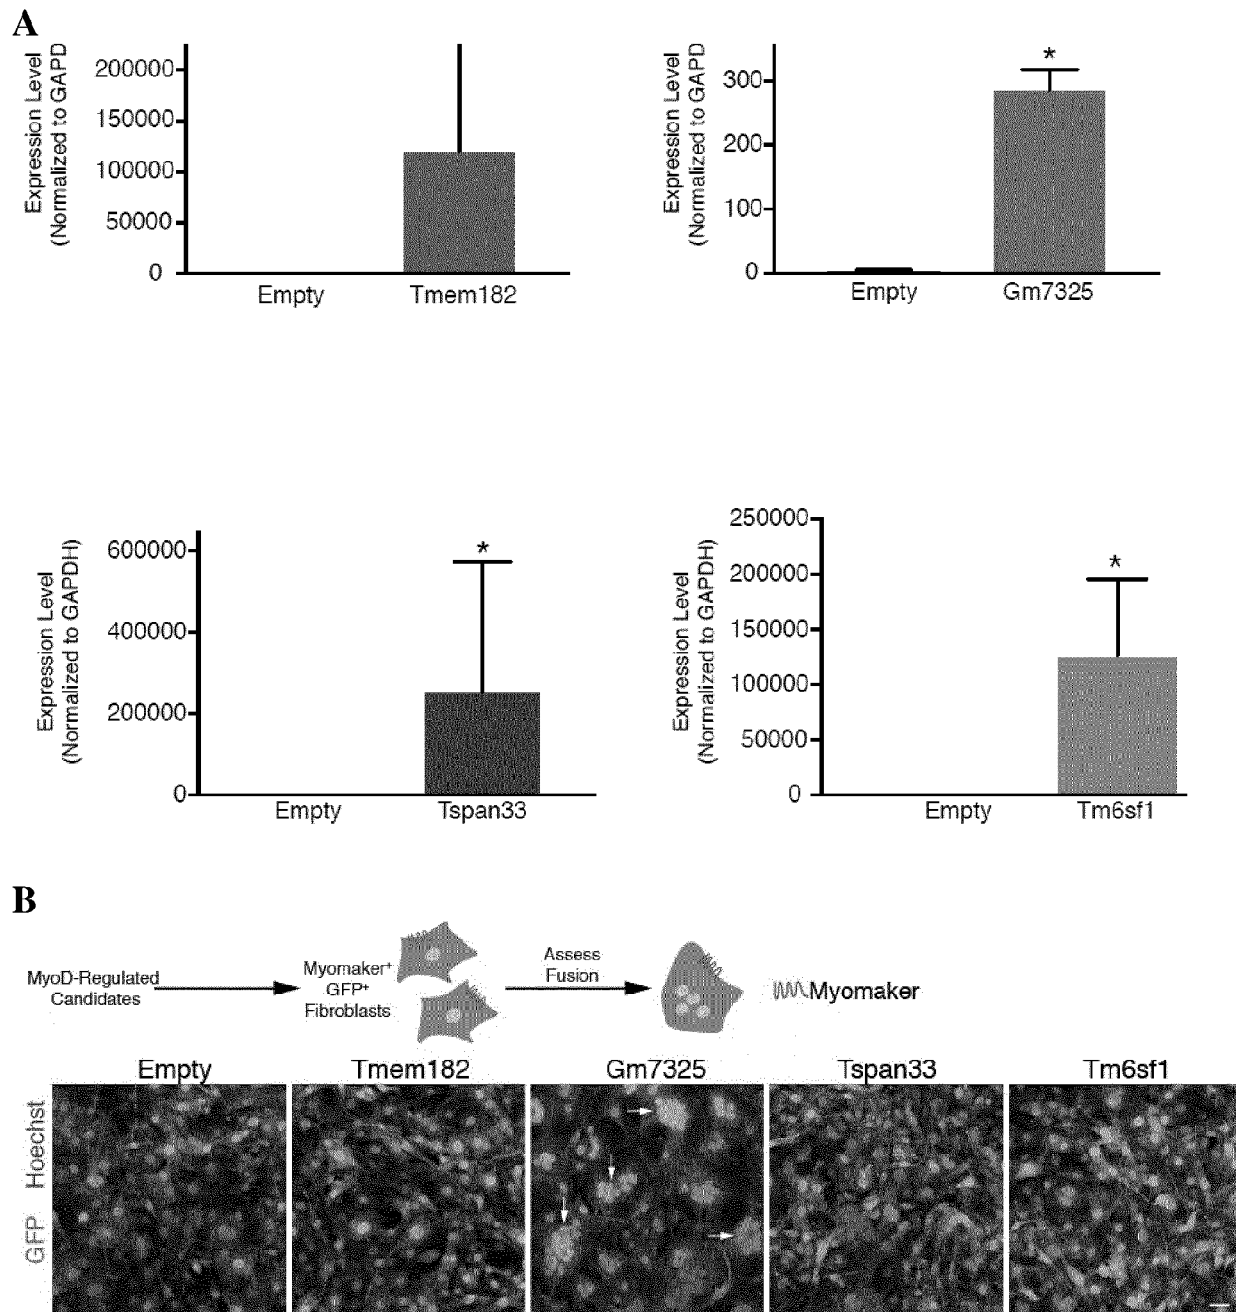 A
Expression Level
(Normalized to GAPD
200000
150000
100000
50000
0
Empty
Tmem182
Expression Level
(Normalized to GAPD
*
300
200
100
0
Empty
Gm7325
Expression Level
(Normalized to GAPDH)
600000
400000
200000
0
*
Empty
Tspan33
Expression Level
(Normalized to GAPDH)
250000
200000
150000
100000
50000
0
*
Empty
Tm6sf1
B
MyoD-Regulated
Candidates
Myomaker+
GFP+
Fibroblasts
Assess
Fusion
Myomaker
Empty
Tmem182
Gm7325
Tspan33
Tm6sf1
GFP Hoechst